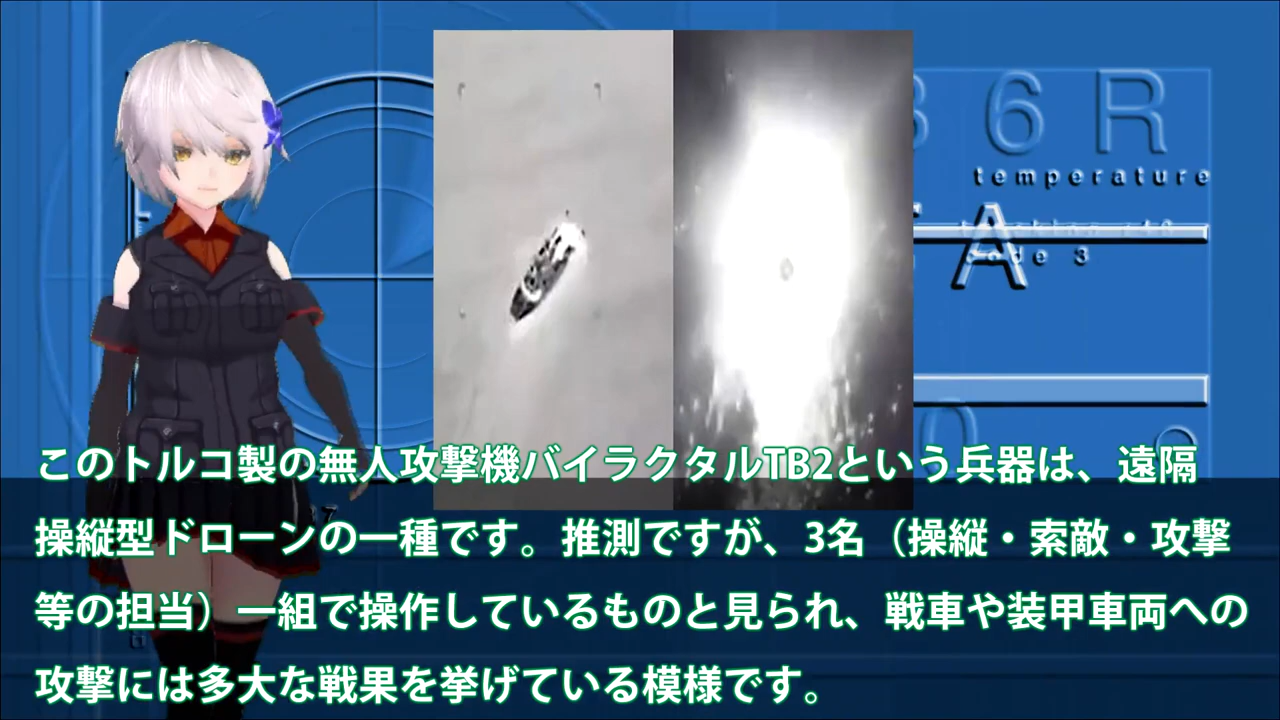 36R
temperature
TA
code 3
このトルコ製の無人攻撃機バイラクタルTB2という兵器は、遠隔
操縦型ドローンの一種です。推測ですが、3名（操縦・索敵・攻撃
等の担当）一組で操作しているものと見られ、戦車や装甲車両への
攻撃には多大な戦果を挙げている模様です。